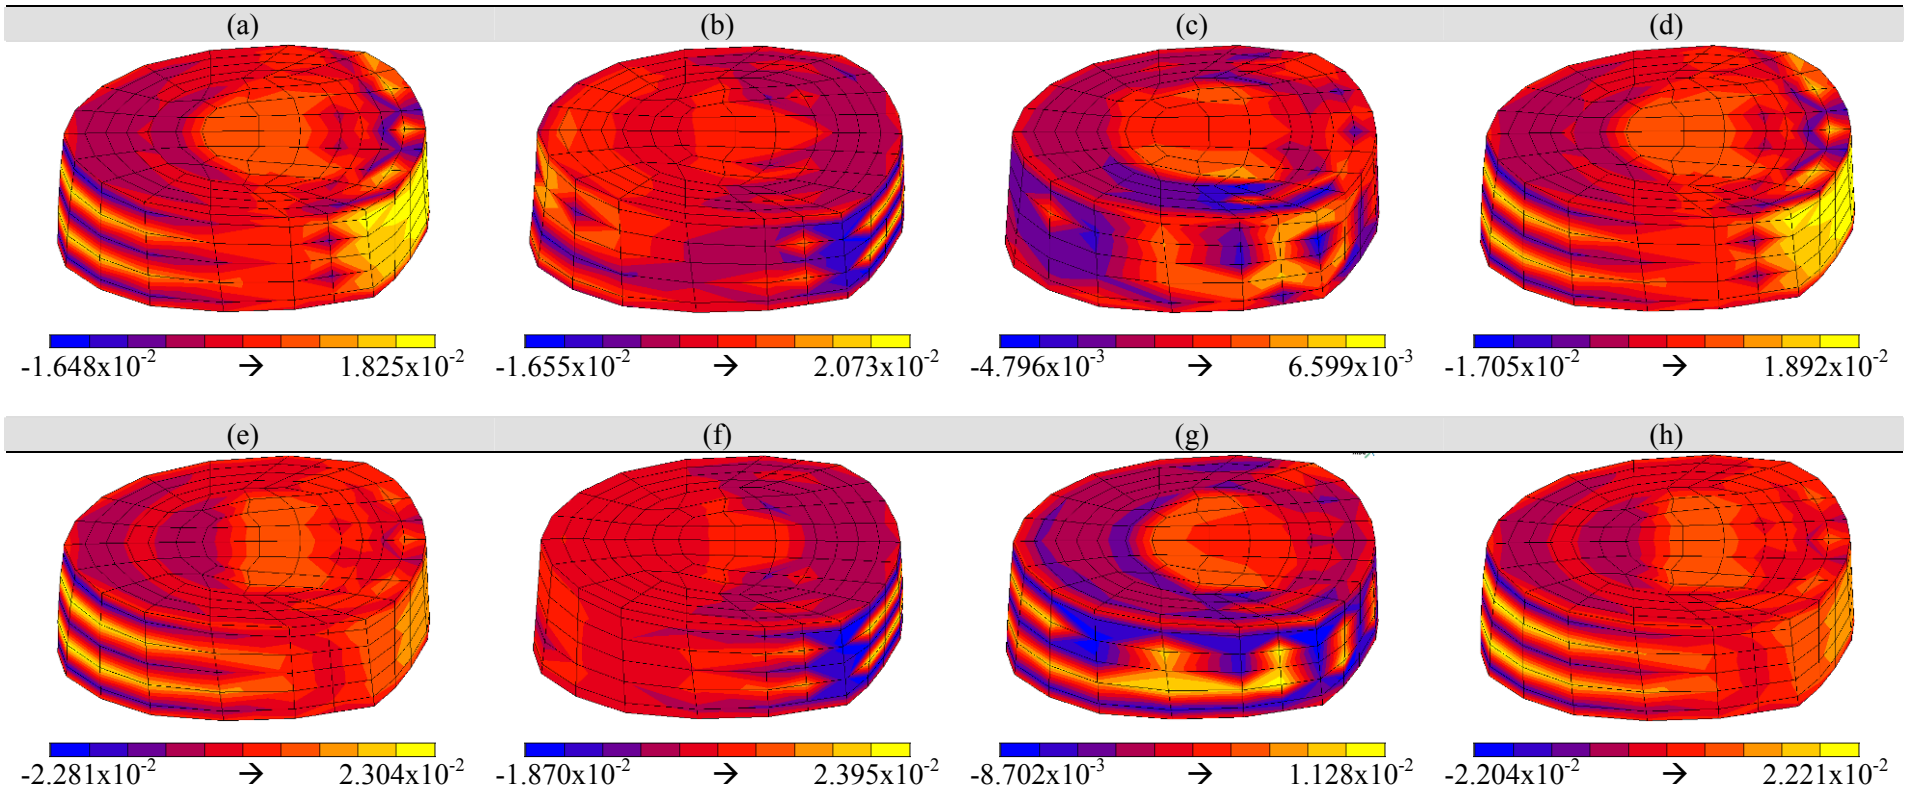 (a) (b) (c) (d)
-1.648x10⁻² → 1.825x10⁻² -1.655x10⁻² → 2.073x10⁻² -4.796x10⁻³ → 6.599x10⁻³ -1.705x10⁻² → 1.892x10⁻²
(e) (f) (g) (h)
-2.281x10⁻² → 2.304x10⁻² -1.870x10⁻² → 2.395x10⁻² -8.702x10⁻³ → 1.128x10⁻² -2.204x10⁻² → 2.221x10⁻²